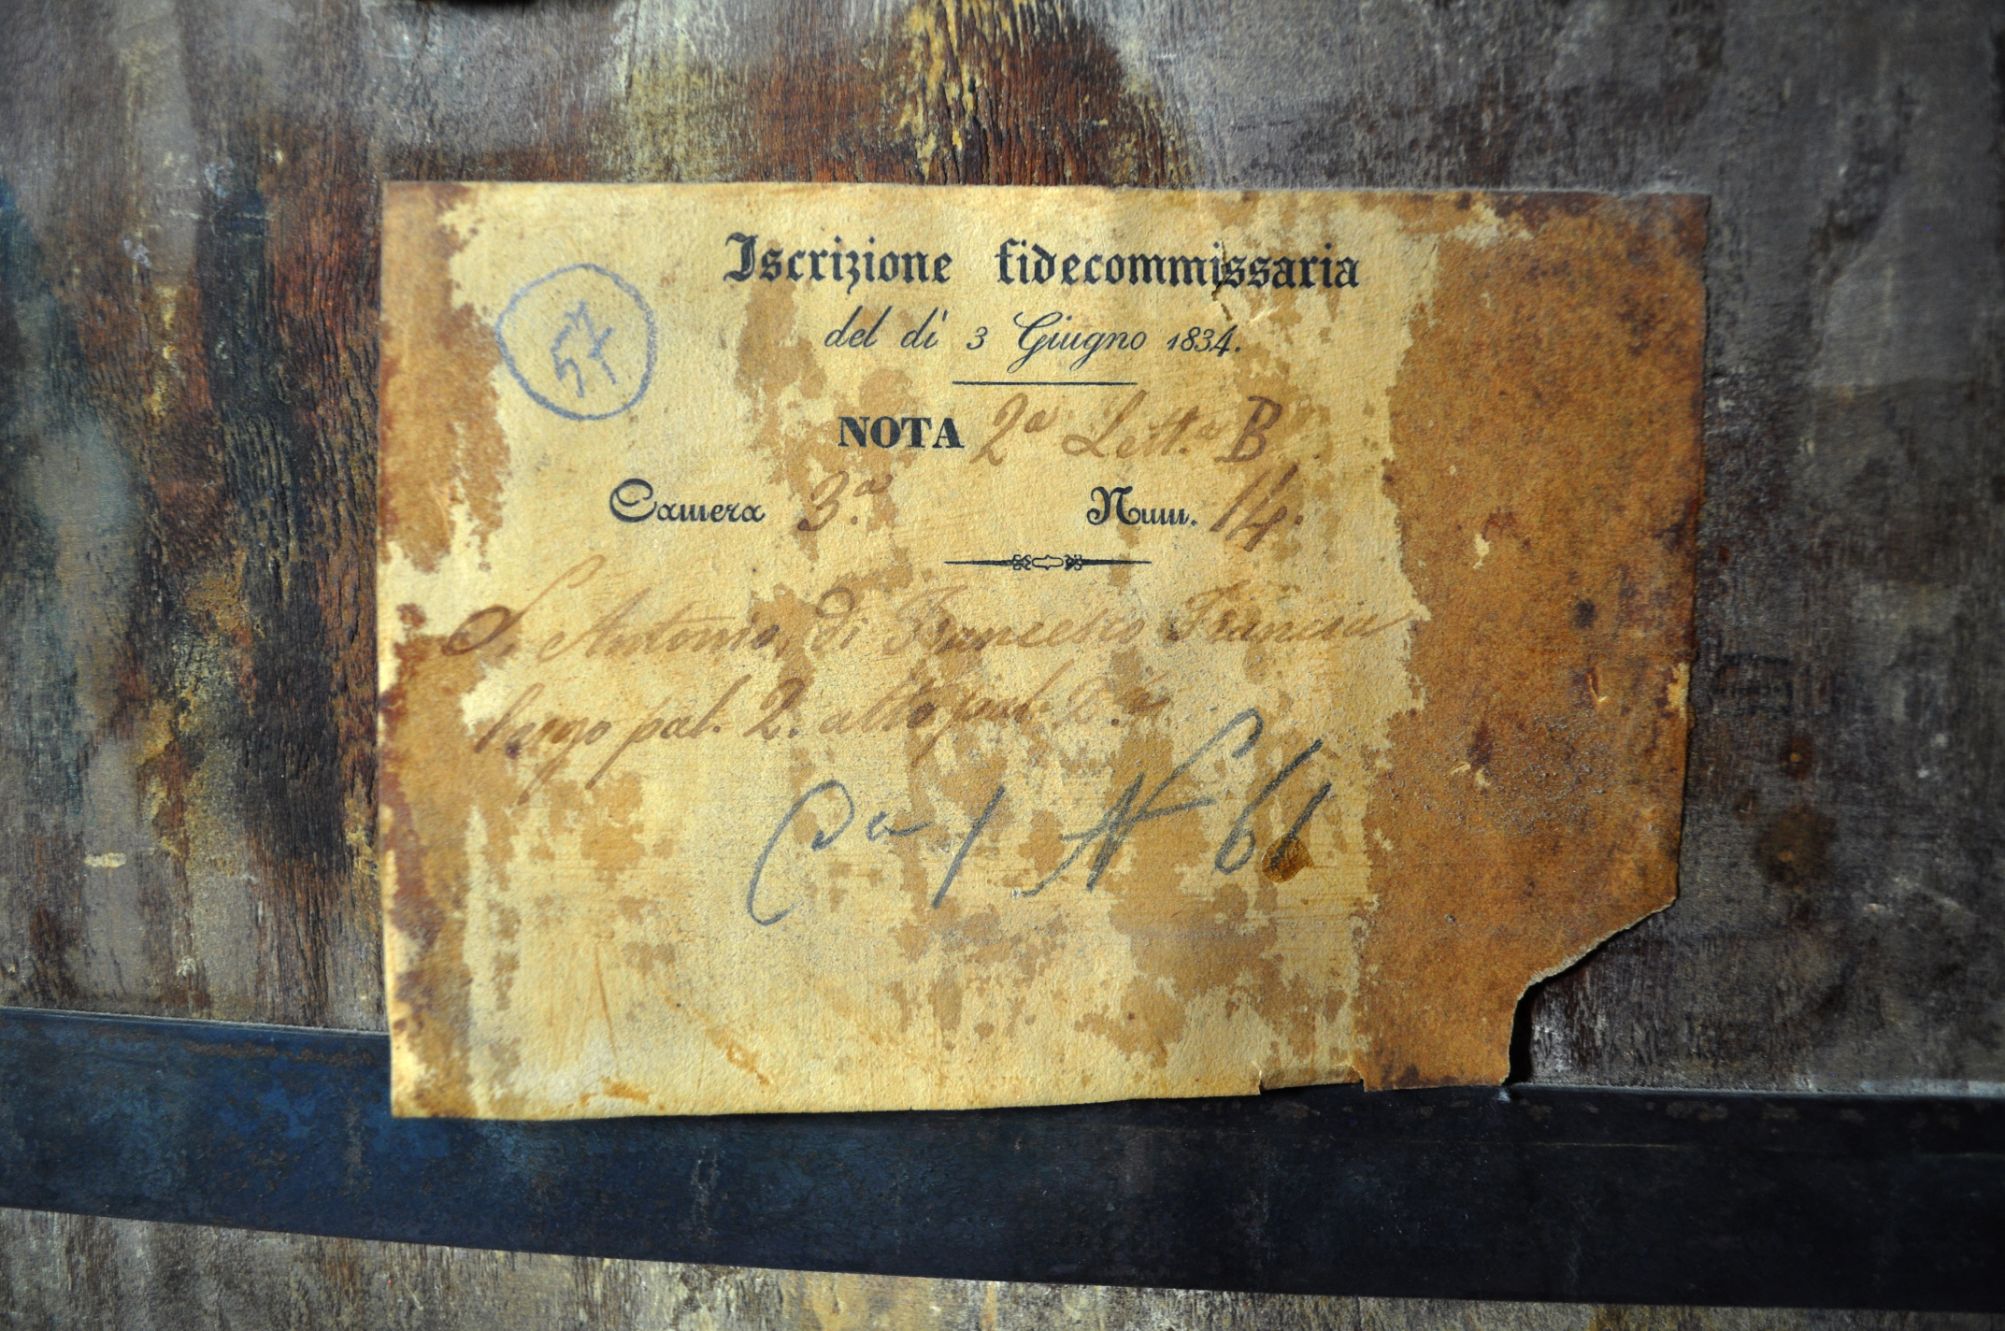 57
Iscrizione fidecommissaria
del dì 3 Giugno 1834.
NOTA 2ª Lett.ª B
Camera 3.ª Num. 14.
S. Antonio, di Francesco Francia
largo pal. 2. alto pal. 2.
1 N 61